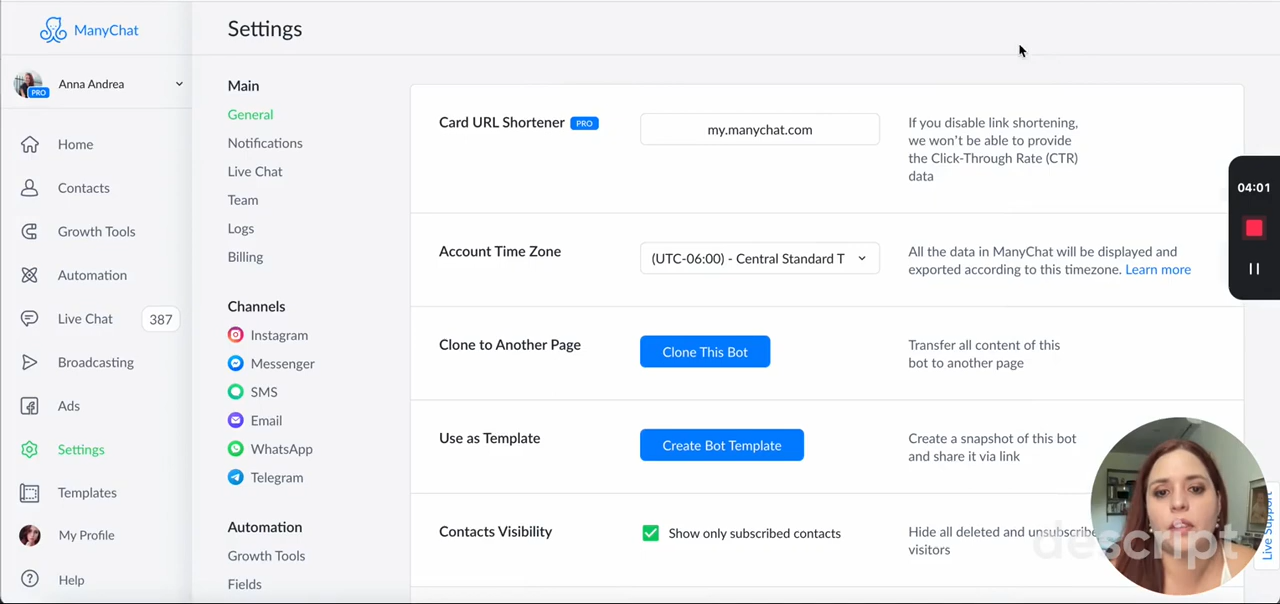 ManyChat
Settings
PRO
Anna Andrea
Home
Contacts
Growth Tools
Automation
Live Chat
387
Broadcasting
Ads
Settings
Templates
My Profile
Help
Main
General
Notifications
Live Chat
Team
Logs
Billing
Channels
Instagram
Messenger
SMS
Email
WhatsApp
Telegram
Automation
Growth Tools
Fields
Card URL Shortener PRO
my.manychat.com
If you disable link shortening,
we won't be able to provide
the Click-Through Rate (CTR)
data
Account Time Zone
(UTC-06:00) - Central Standard T
All the data in ManyChat will be displayed and
exported according to this timezone. Learn more
Clone to Another Page
Clone This Bot
Transfer all content of this
bot to another page
Use as Template
Create Bot Template
Create a snapshot of this bot
and share it via link
Contacts Visibility
Show only subscribed contacts
Hide all deleted and unsubscribe
visitors
04:01
descript
Live Support